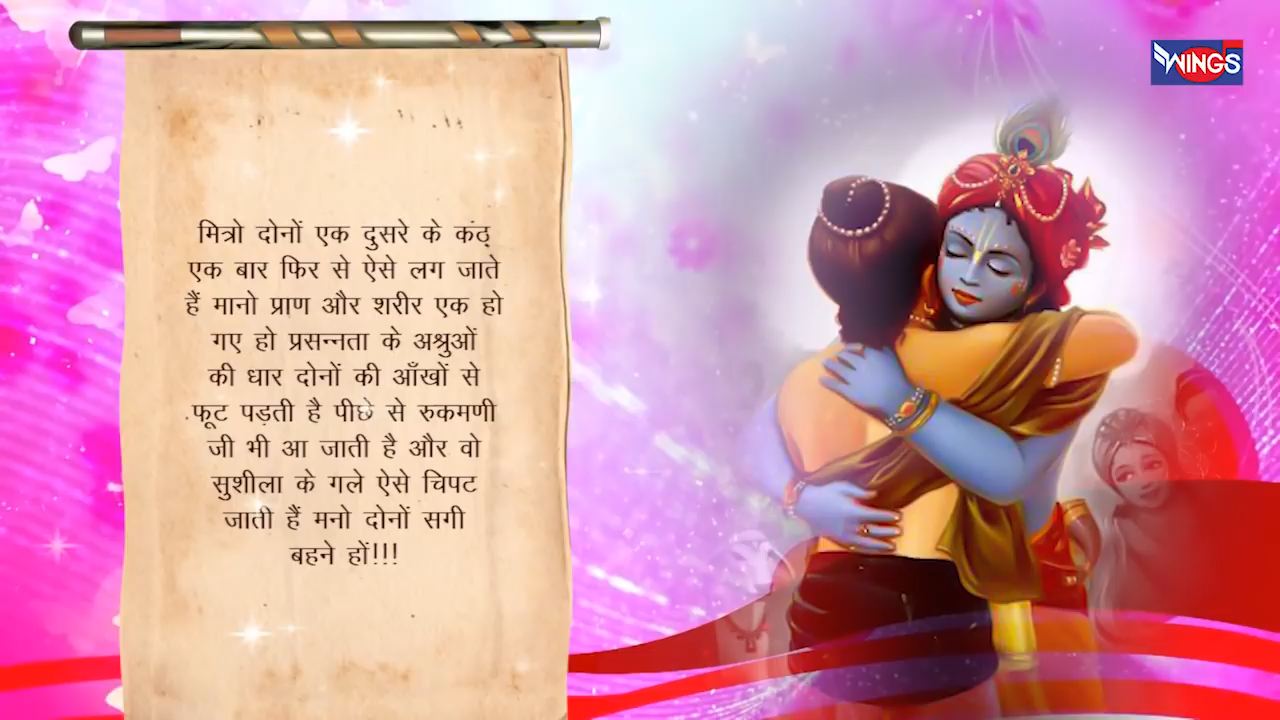 WINGS
मित्रो दोनों एक दुसरे के कंठ्
एक बार फिर से ऐसे लग जाते
हैं मानो प्राण और शरीर एक हो
गए हो प्रसन्नता के अश्रुओं
की धार दोनों की आँखों से
फूट पड़ती है पीछे से रुकमणी
जी भी आ जाती है और वो
सुशीला के गले ऐसे चिपट
जाती हैं मनो दोनों सगी
बहने हों!!!